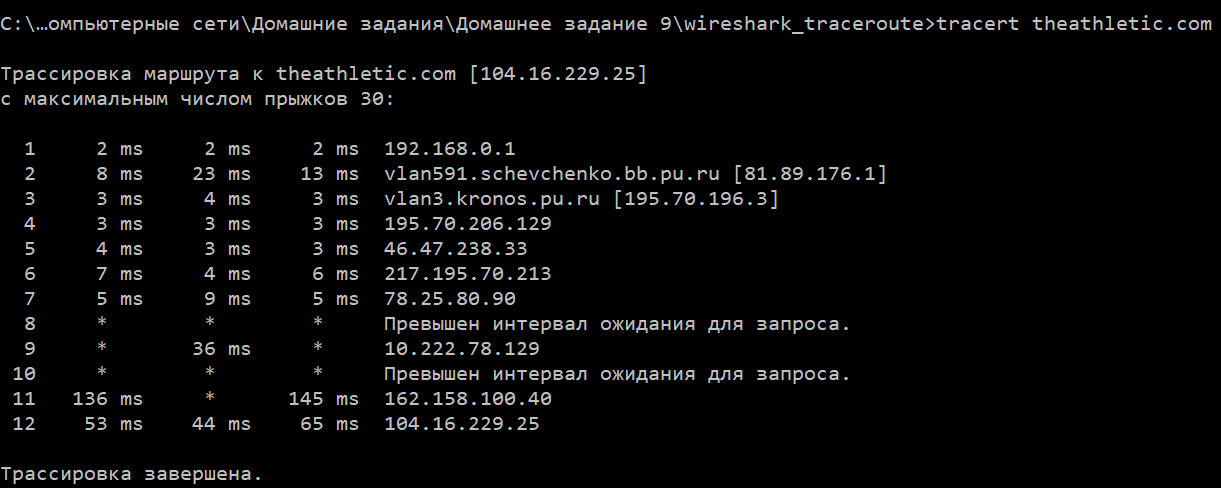 C:\…омпьютерные сети\Домашние задания\Домашнее задание 9\wireshark_traceroute>tracert theathletic.com
Трассировка маршрута к theathletic.com [104.16.229.25]
с максимальным числом прыжков 30:
1 2 ms 2 ms 2 ms 192.168.0.1
2 8 ms 23 ms 13 ms vlan591.schevchenko.bb.pu.ru [81.89.176.1]
3 3 ms 4 ms 3 ms vlan3.kronos.pu.ru [195.70.196.3]
4 3 ms 3 ms 3 ms 195.70.206.129
5 4 ms 3 ms 3 ms 46.47.238.33
6 7 ms 4 ms 6 ms 217.195.70.213
7 5 ms 9 ms 5 ms 78.25.80.90
8 * * * Превышен интервал ожидания для запроса.
9 * 36 ms * 10.222.78.129
10 * * * Превышен интервал ожидания для запроса.
11 136 ms * 145 ms 162.158.100.40
12 53 ms 44 ms 65 ms 104.16.229.25
Трассировка завершена.